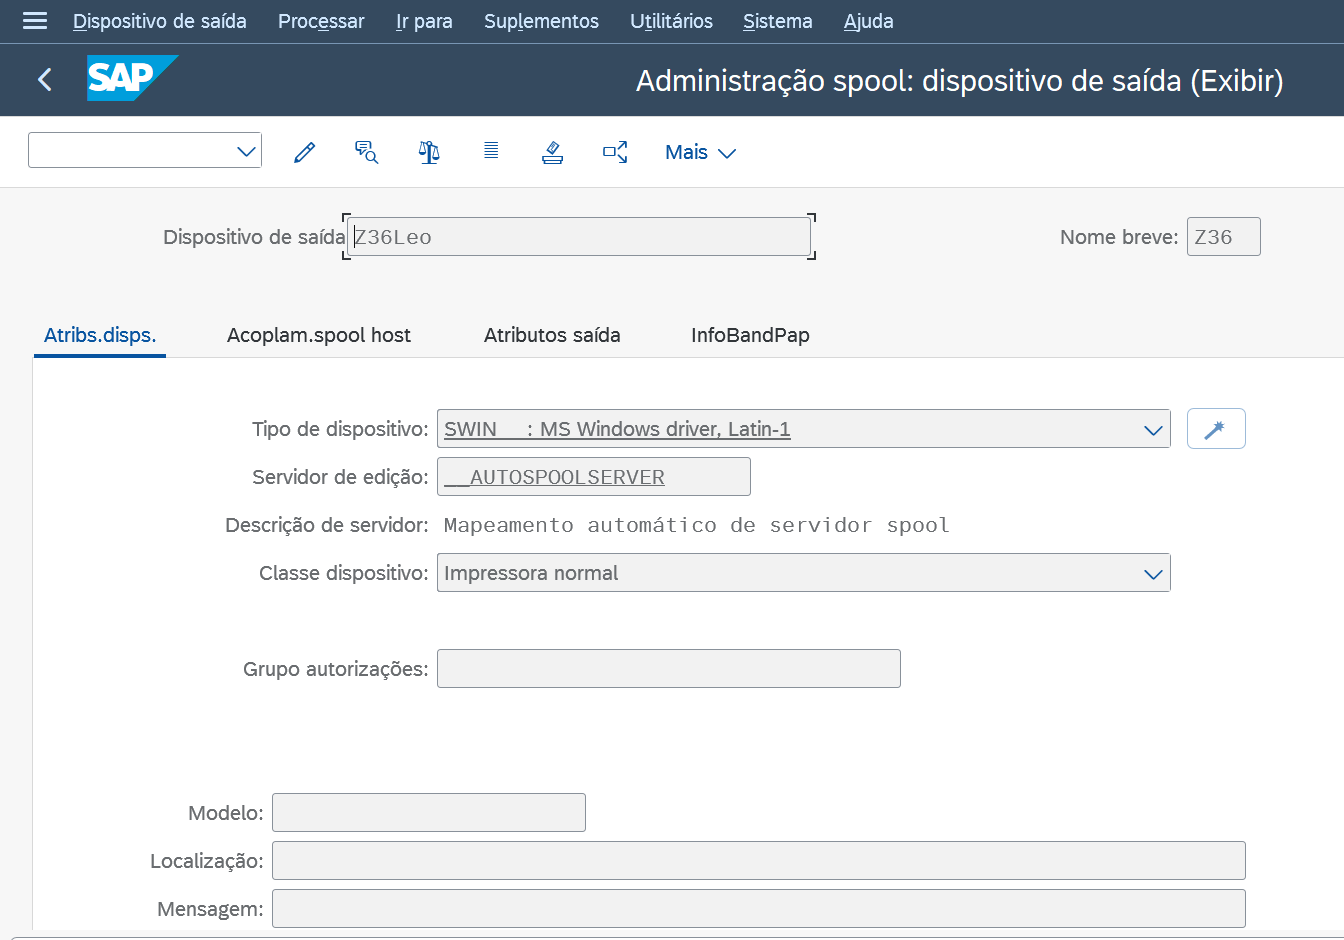 Dispositivo de saída Processar Ir para Suplementos Utilitários Sistema Ajuda
SAP Administração spool: dispositivo de saída (Exibir)
Mais
Dispositivo de saída Z36Leo Nome breve: Z36
Atribs.disps. Acoplam.spool host Atributos saída InfoBandPap
Tipo de dispositivo: SWIN : MS Windows driver, Latin-1
Servidor de edição: __AUTOSPOOLSERVER
Descrição de servidor: Mapeamento automático de servidor spool
Classe dispositivo: Impressora normal
Grupo autorizações:
Modelo:
Localização:
Mensagem: